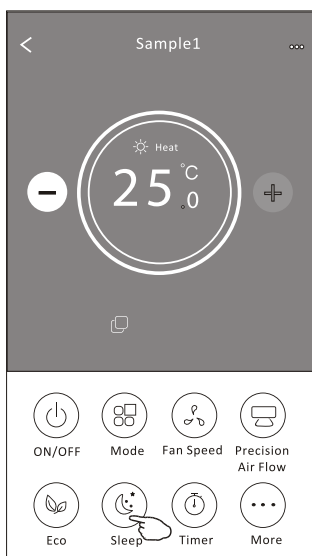 Sample1
Heat
25.0 °C
ON/OFF
Mode
Fan Speed
Precision
Air Flow
Eco
Sleep
Timer
More